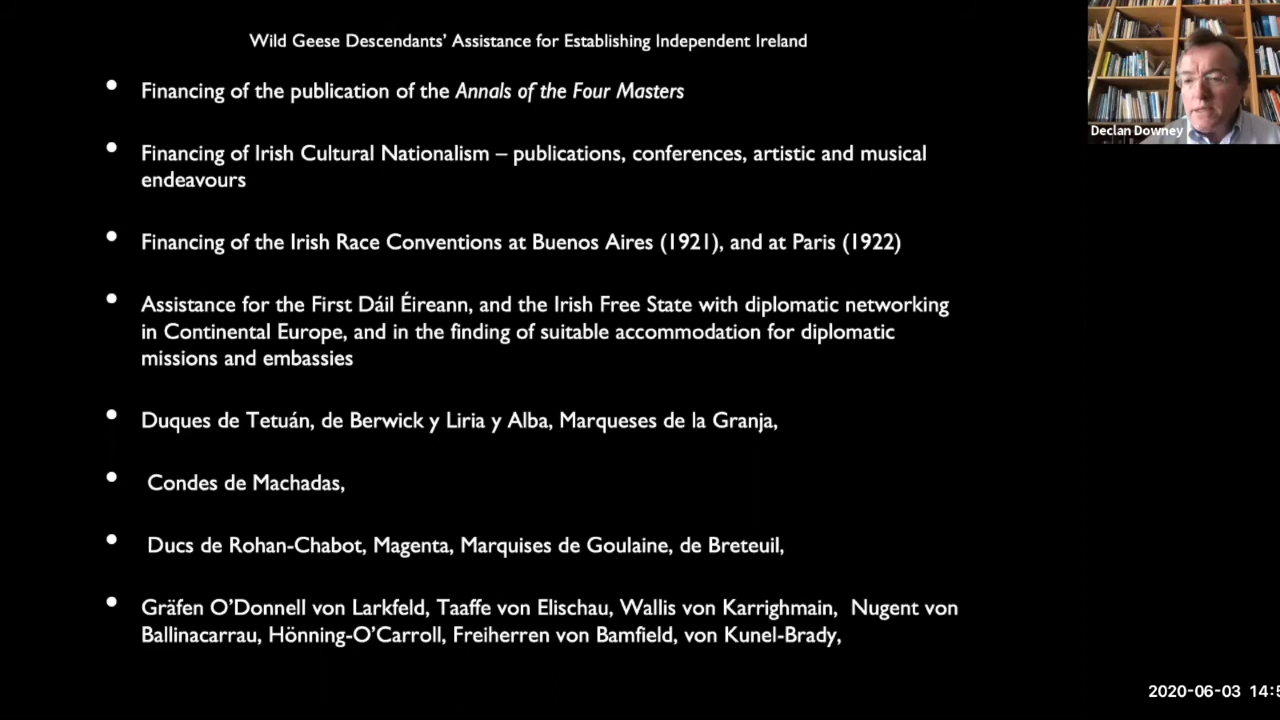 Wild Geese Descendants' Assistance for Establishing Independent Ireland
• Financing of the publication of the Annals of the Four Masters
• Financing of Irish Cultural Nationalism – publications, conferences, artistic and musical
endeavours
• Financing of the Irish Race Conventions at Buenos Aires (1921), and at Paris (1922)
• Assistance for the First Dáil Éireann, and the Irish Free State with diplomatic networking
in Continental Europe, and in the finding of suitable accommodation for diplomatic
missions and embassies
• Duques de Tetuán, de Berwick y Liria y Alba, Marqueses de la Granja,
• Condes de Machadas,
• Ducs de Rohan-Chabot, Magenta, Marquises de Goulaine, de Breteuil,
• Gräfen O'Donnell von Larkfeld, Taaffe von Elischau, Wallis von Karrighmain, Nugent von
Ballinacarrau, Hönning-O'Carroll, Freiherren von Bamfield, von Kunel-Brady,
Declan Downey
2020-06-03 14:5